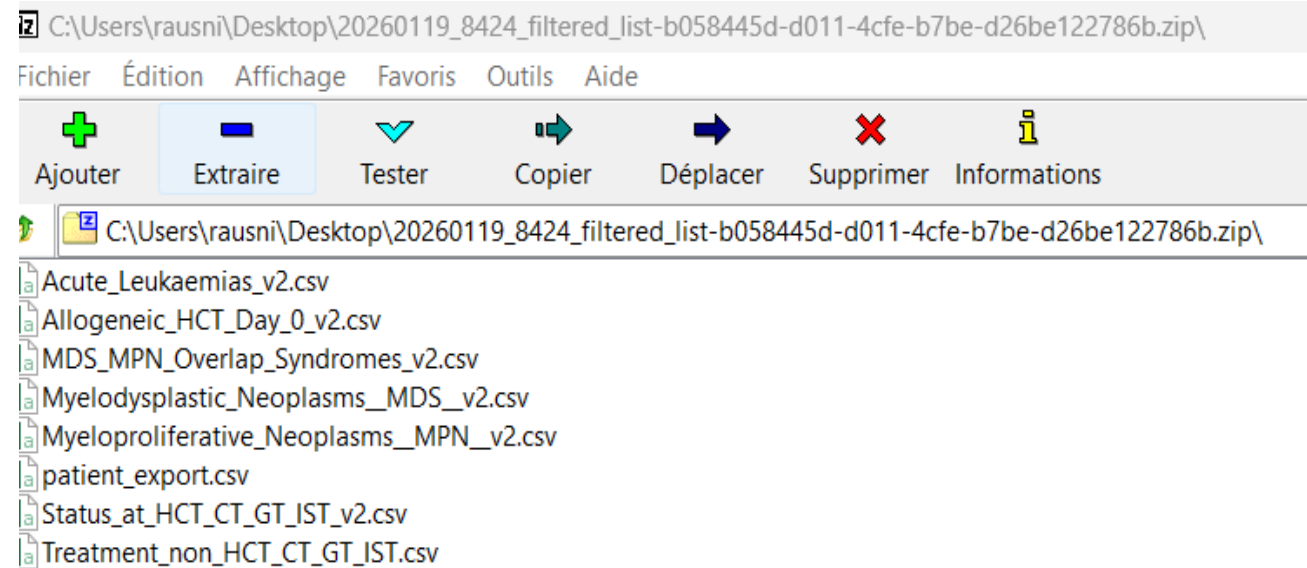 C:\Users\rausni\Desktop\20260119_8424_filtered_list-b058445d-d011-4cfe-b7be-d26be122786b.zip\
Fichier Édition Affichage Favoris Outils Aide
Ajouter Extraire Tester Copier Déplacer Supprimer Informations
C:\Users\rausni\Desktop\20260119_8424_filtered_list-b058445d-d011-4cfe-b7be-d26be122786b.zip\
Acute_Leukaemias_v2.csv
Allogeneic_HCT_Day_0_v2.csv
MDS_MPN_Overlap_Syndromes_v2.csv
Myelodysplastic_Neoplasms__MDS__v2.csv
Myeloproliferative_Neoplasms__MPN__v2.csv
patient_export.csv
Status_at_HCT_CT_GT_IST_v2.csv
Treatment_non_HCT_CT_GT_IST.csv